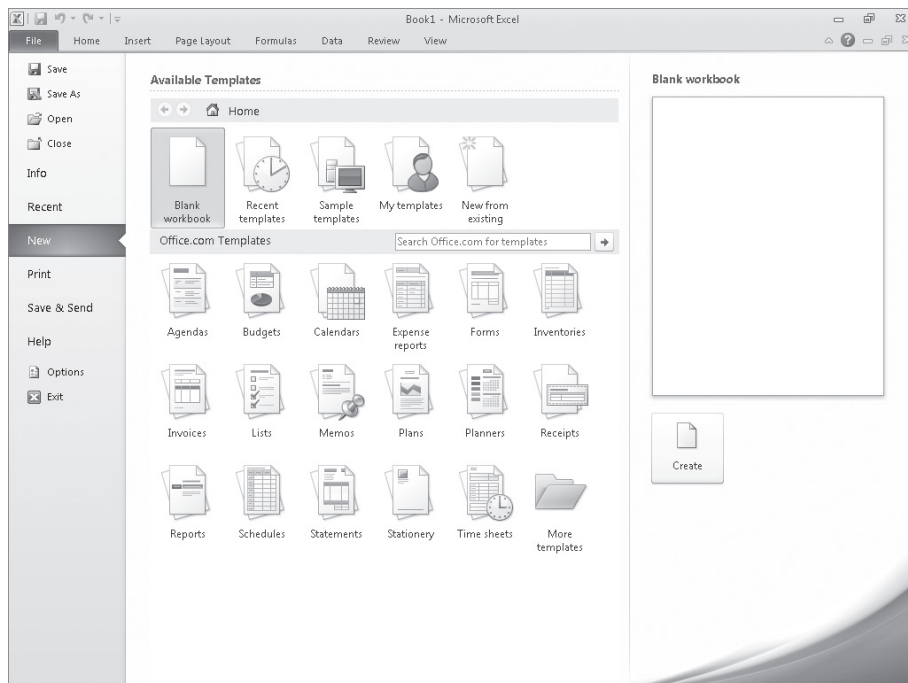 Book1 - Microsoft Excel
File Home Insert Page Layout Formulas Data Review View
Save
Save As
Open
Close
Info
Recent
New
Print
Save & Send
Help
Options
Exit
Available Templates
Home
Blank workbook
Recent templates
Sample templates
My templates
New from existing
Office.com Templates
Search Office.com for templates
Agendas
Budgets
Calendars
Expense reports
Forms
Inventories
Invoices
Lists
Memos
Plans
Planners
Receipts
Reports
Schedules
Statements
Stationery
Time sheets
More templates
Blank workbook
Create